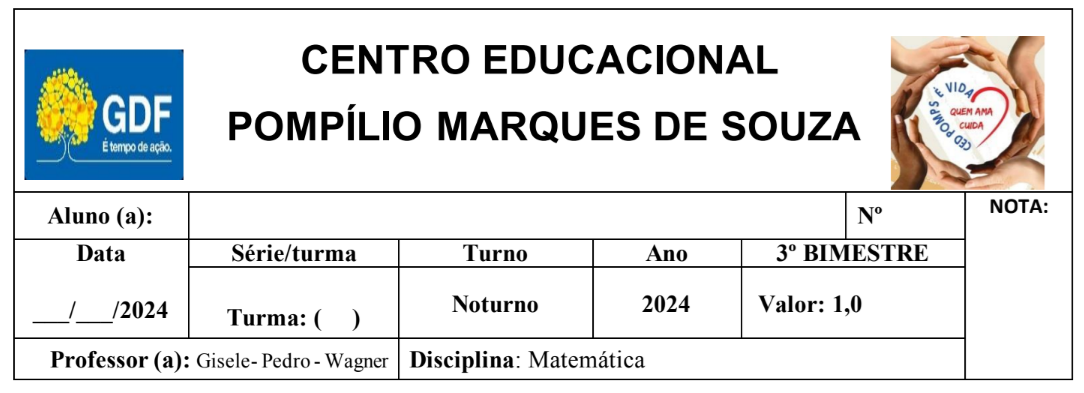 CENTRO EDUCACIONAL
POMPÍLIO MARQUES DE SOUZA
GDF
É tempo de ação.
CED POMPS É VIDA
QUEM AMA
CUIDA
Aluno (a): Nº NOTA:
Data Série/turma Turno Ano 3º BIMESTRE
___/___/2024 Turma: ( ) Noturno 2024 Valor: 1,0
Professor (a): Gisele- Pedro - Wagner Disciplina: Matemática